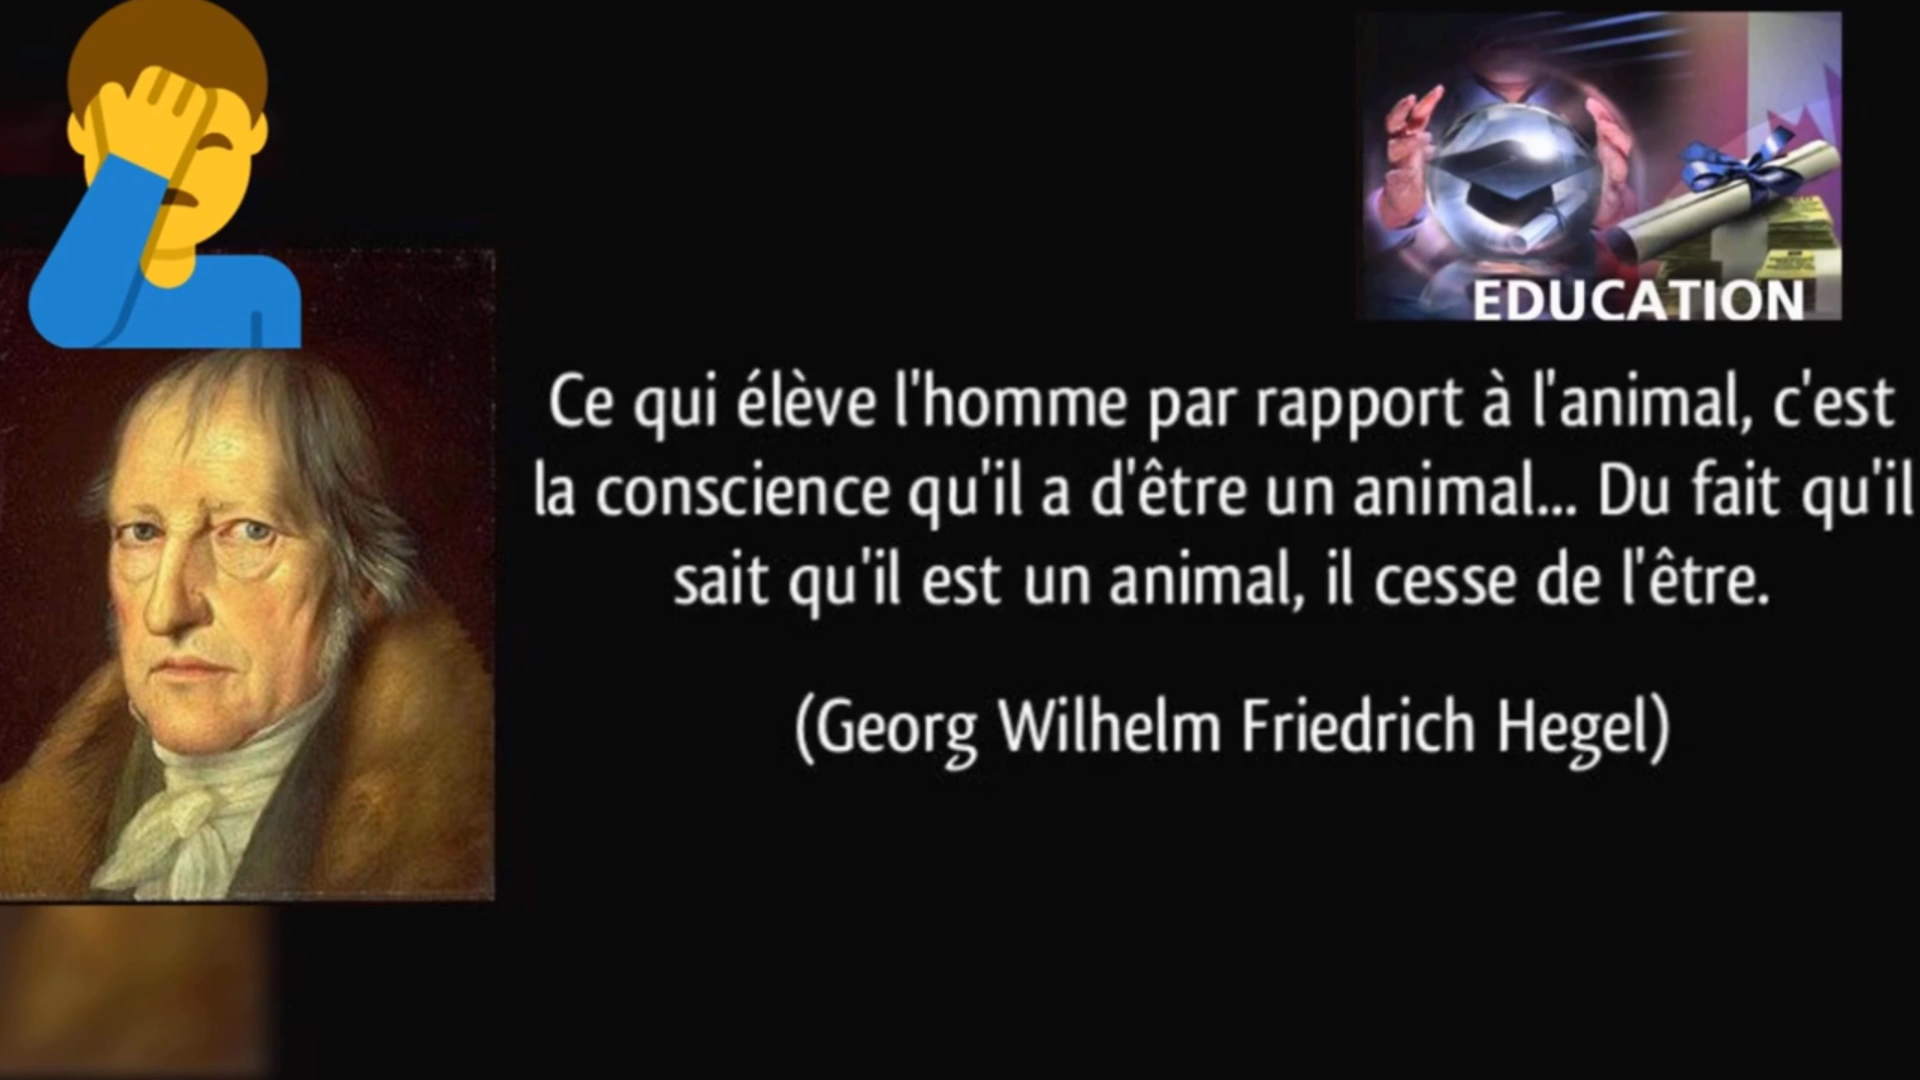 EDUCATION
Ce qui élève l'homme par rapport à l'animal, c'est
la conscience qu'il a d'être un animal... Du fait qu'il
sait qu'il est un animal, il cesse de l'être.
(Georg Wilhelm Friedrich Hegel)